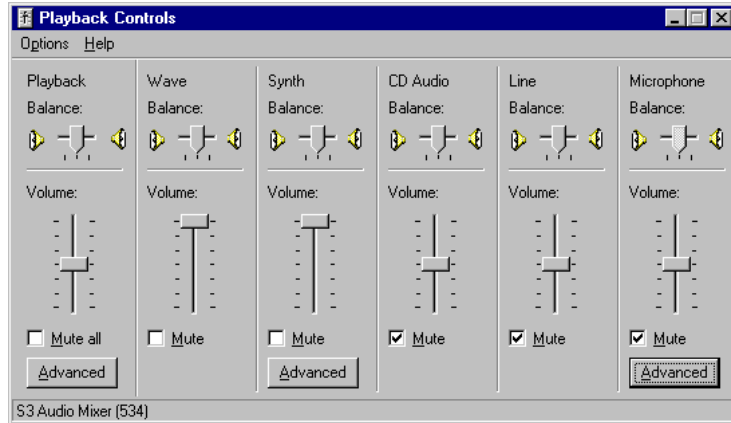 Playback Controls
Options Help
Playback Wave Synth CD Audio Line Microphone
Balance: Balance: Balance: Balance: Balance: Balance:
Volume: Volume: Volume: Volume: Volume: Volume:
Mute all Mute Mute Mute Mute Mute
Advanced Advanced Advanced
S3 Audio Mixer (534)